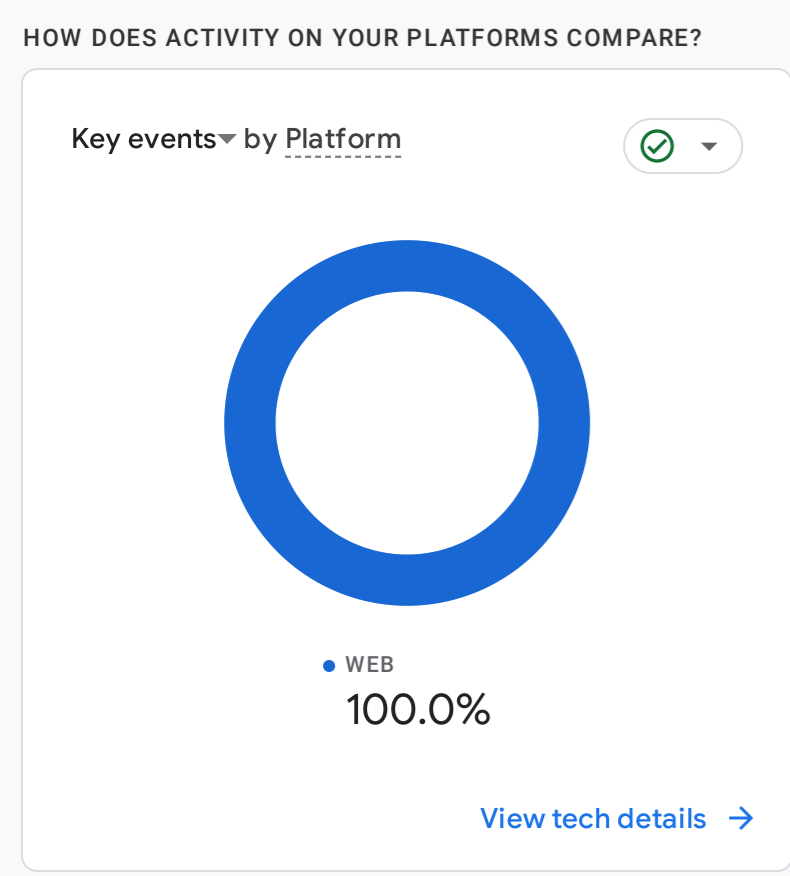 HOW DOES ACTIVITY ON YOUR PLATFORMS COMPARE?
Key events by Platform
WEB
100.0%
View tech details